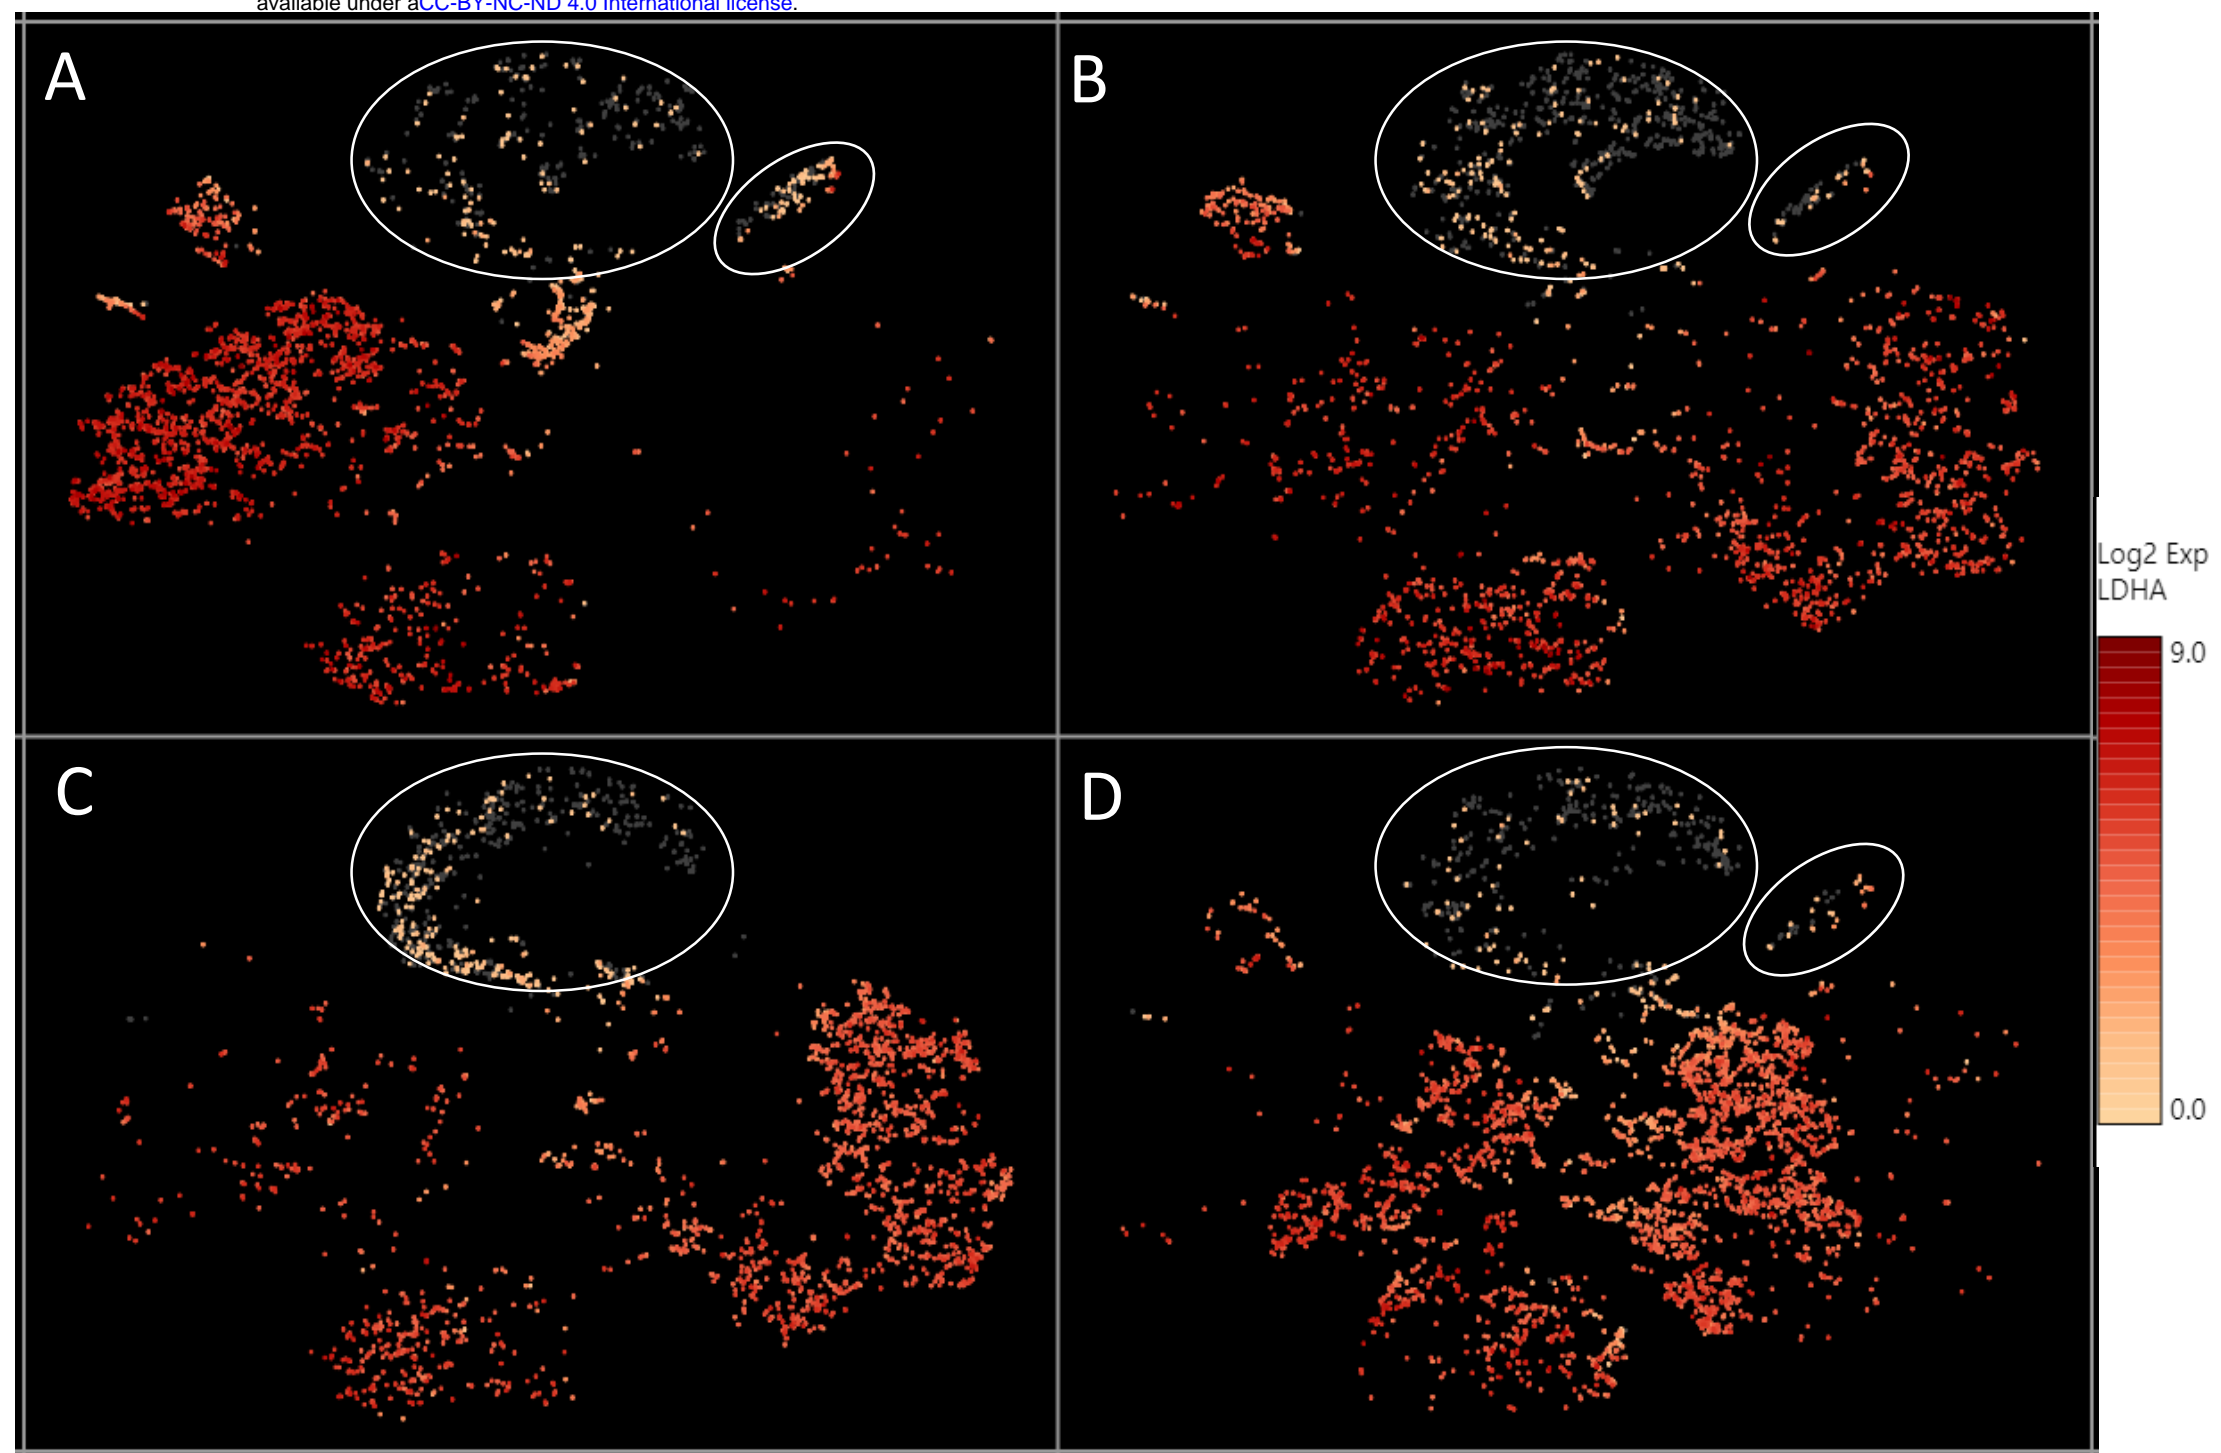 available under aCC-BY-NC-ND 4.0 International license.
A
B
C
D
Log2 Exp
LDHA
9.0
0.0